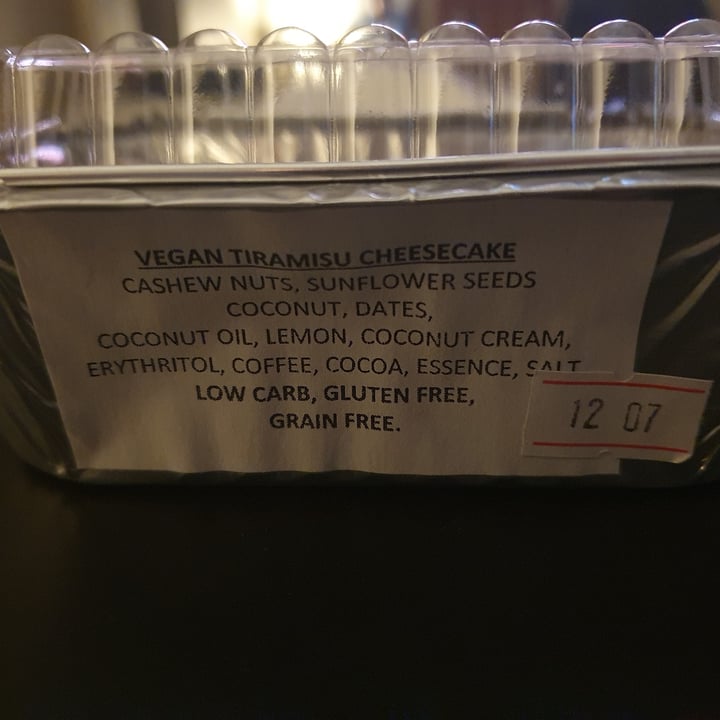 VEGAN TIRAMISU CHEESECAKE
CASHEW NUTS, SUNFLOWER SEEDS
COCONUT, DATES,
COCONUT OIL, LEMON, COCONUT CREAM,
ERYTHRITOL, COFFEE, COCOA, ESSENCE, SALT
LOW CARB, GLUTEN FREE,
GRAIN FREE.
12 07